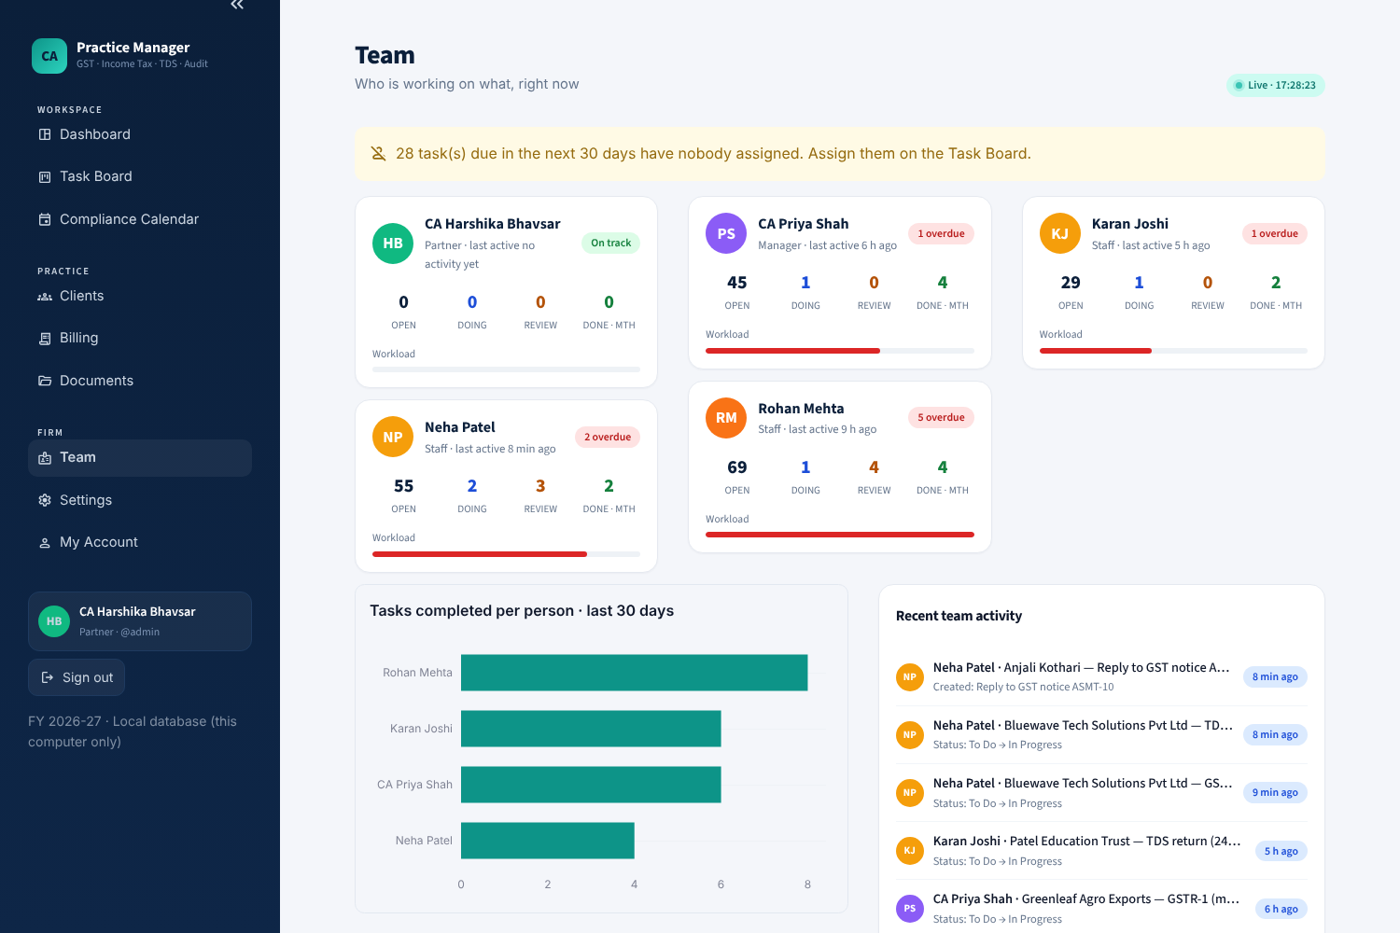 CA
Practice Manager
GST · Income Tax · TDS · Audit
WORKSPACE
Dashboard
Task Board
Compliance Calendar
PRACTICE
Clients
Billing
Documents
FIRM
Team
Settings
My Account
HB
CA Harshika Bhavsar
Partner · @admin
Sign out
FY 2026-27 · Local database (this
computer only)
Team
Who is working on what, right now
Live · 17:28:23
28 task(s) due in the next 30 days have nobody assigned. Assign them on the Task Board.
HB
CA Harshika Bhavsar
Partner · last active no
activity yet
On track
0 0 0 0
OPEN DOING REVIEW DONE · MTH
Workload
PS
CA Priya Shah
Manager · last active 6 h ago
1 overdue
45 1 0 4
OPEN DOING REVIEW DONE · MTH
Workload
KJ
Karan Joshi
Staff · last active 5 h ago
1 overdue
29 1 0 2
OPEN DOING REVIEW DONE · MTH
Workload
NP
Neha Patel
Staff · last active 8 min ago
2 overdue
55 2 3 2
OPEN DOING REVIEW DONE · MTH
Workload
RM
Rohan Mehta
Staff · last active 9 h ago
5 overdue
69 1 4 4
OPEN DOING REVIEW DONE · MTH
Workload
Tasks completed per person · last 30 days
Rohan Mehta
Karan Joshi
CA Priya Shah
Neha Patel
0 2 4 6 8
Recent team activity
NP
Neha Patel · Anjali Kothari — Reply to GST notice A...
Created: Reply to GST notice ASMT-10
8 min ago
NP
Neha Patel · Bluewave Tech Solutions Pvt Ltd — TD...
Status: To Do → In Progress
8 min ago
NP
Neha Patel · Bluewave Tech Solutions Pvt Ltd — GS...
Status: To Do → In Progress
9 min ago
KJ
Karan Joshi · Patel Education Trust — TDS return (24...
Status: To Do → In Progress
5 h ago
PS
CA Priya Shah · Greenleaf Agro Exports — GSTR-1 (m...
Status: To Do → In Progress
6 h ago